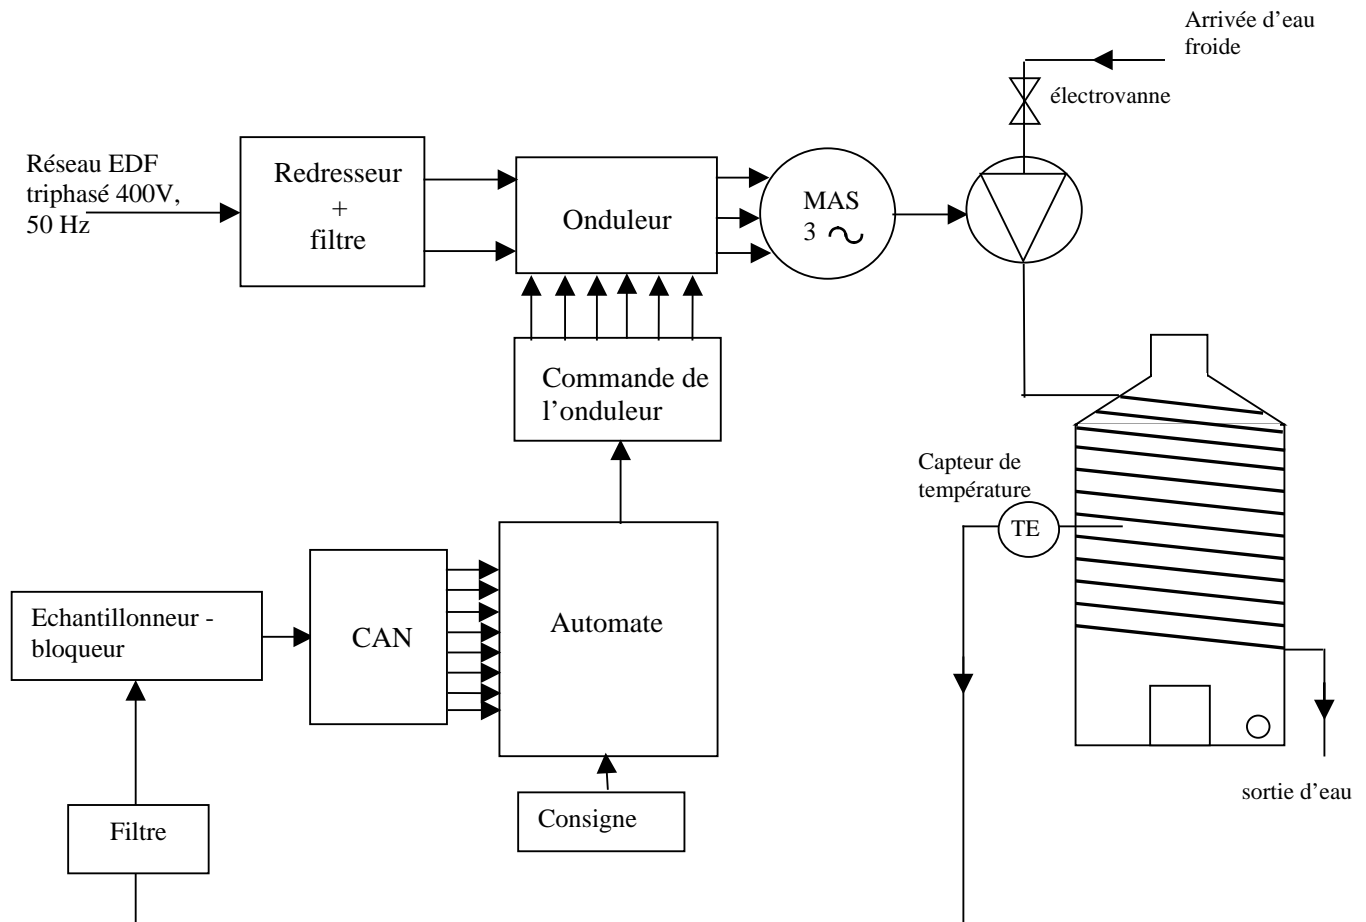 Arrivée d'eau
froide
électrovanne
Réseau EDF
triphasé 400V,
50 Hz
Redresseur
+
filtre
Onduleur
MAS
3
Commande de
l'onduleur
Capteur de
température
TE
Echantillonneur -
bloqueur
CAN
Automate
sortie d'eau
Consigne
Filtre